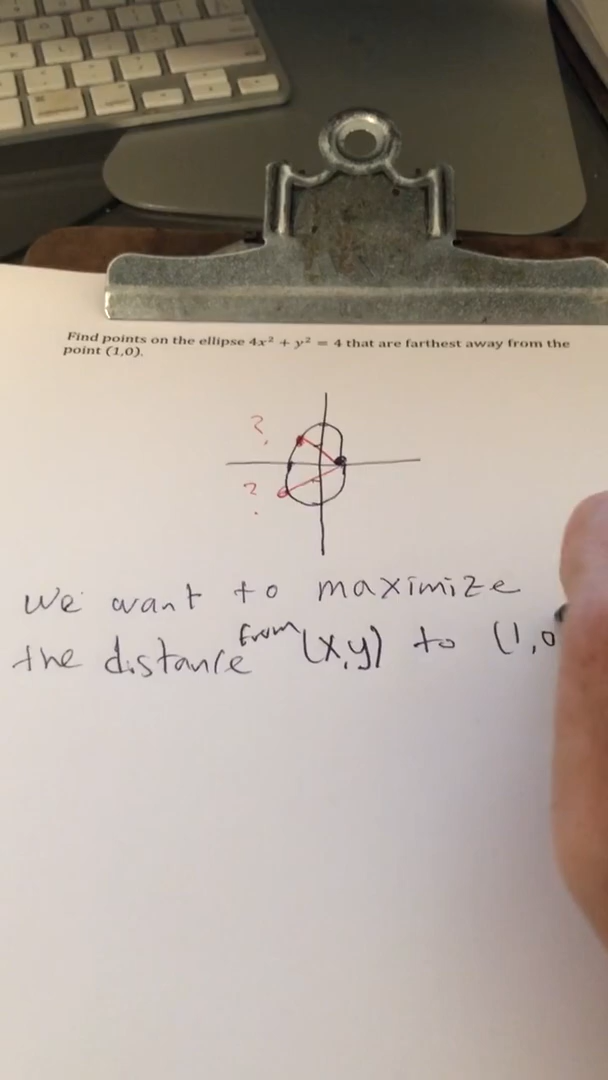 Find points on the ellipse 4x² + y² = 4 that are farthest away from the
point (1,0).
?
?
We want to maximize
the distance from (x,y) to (1,0